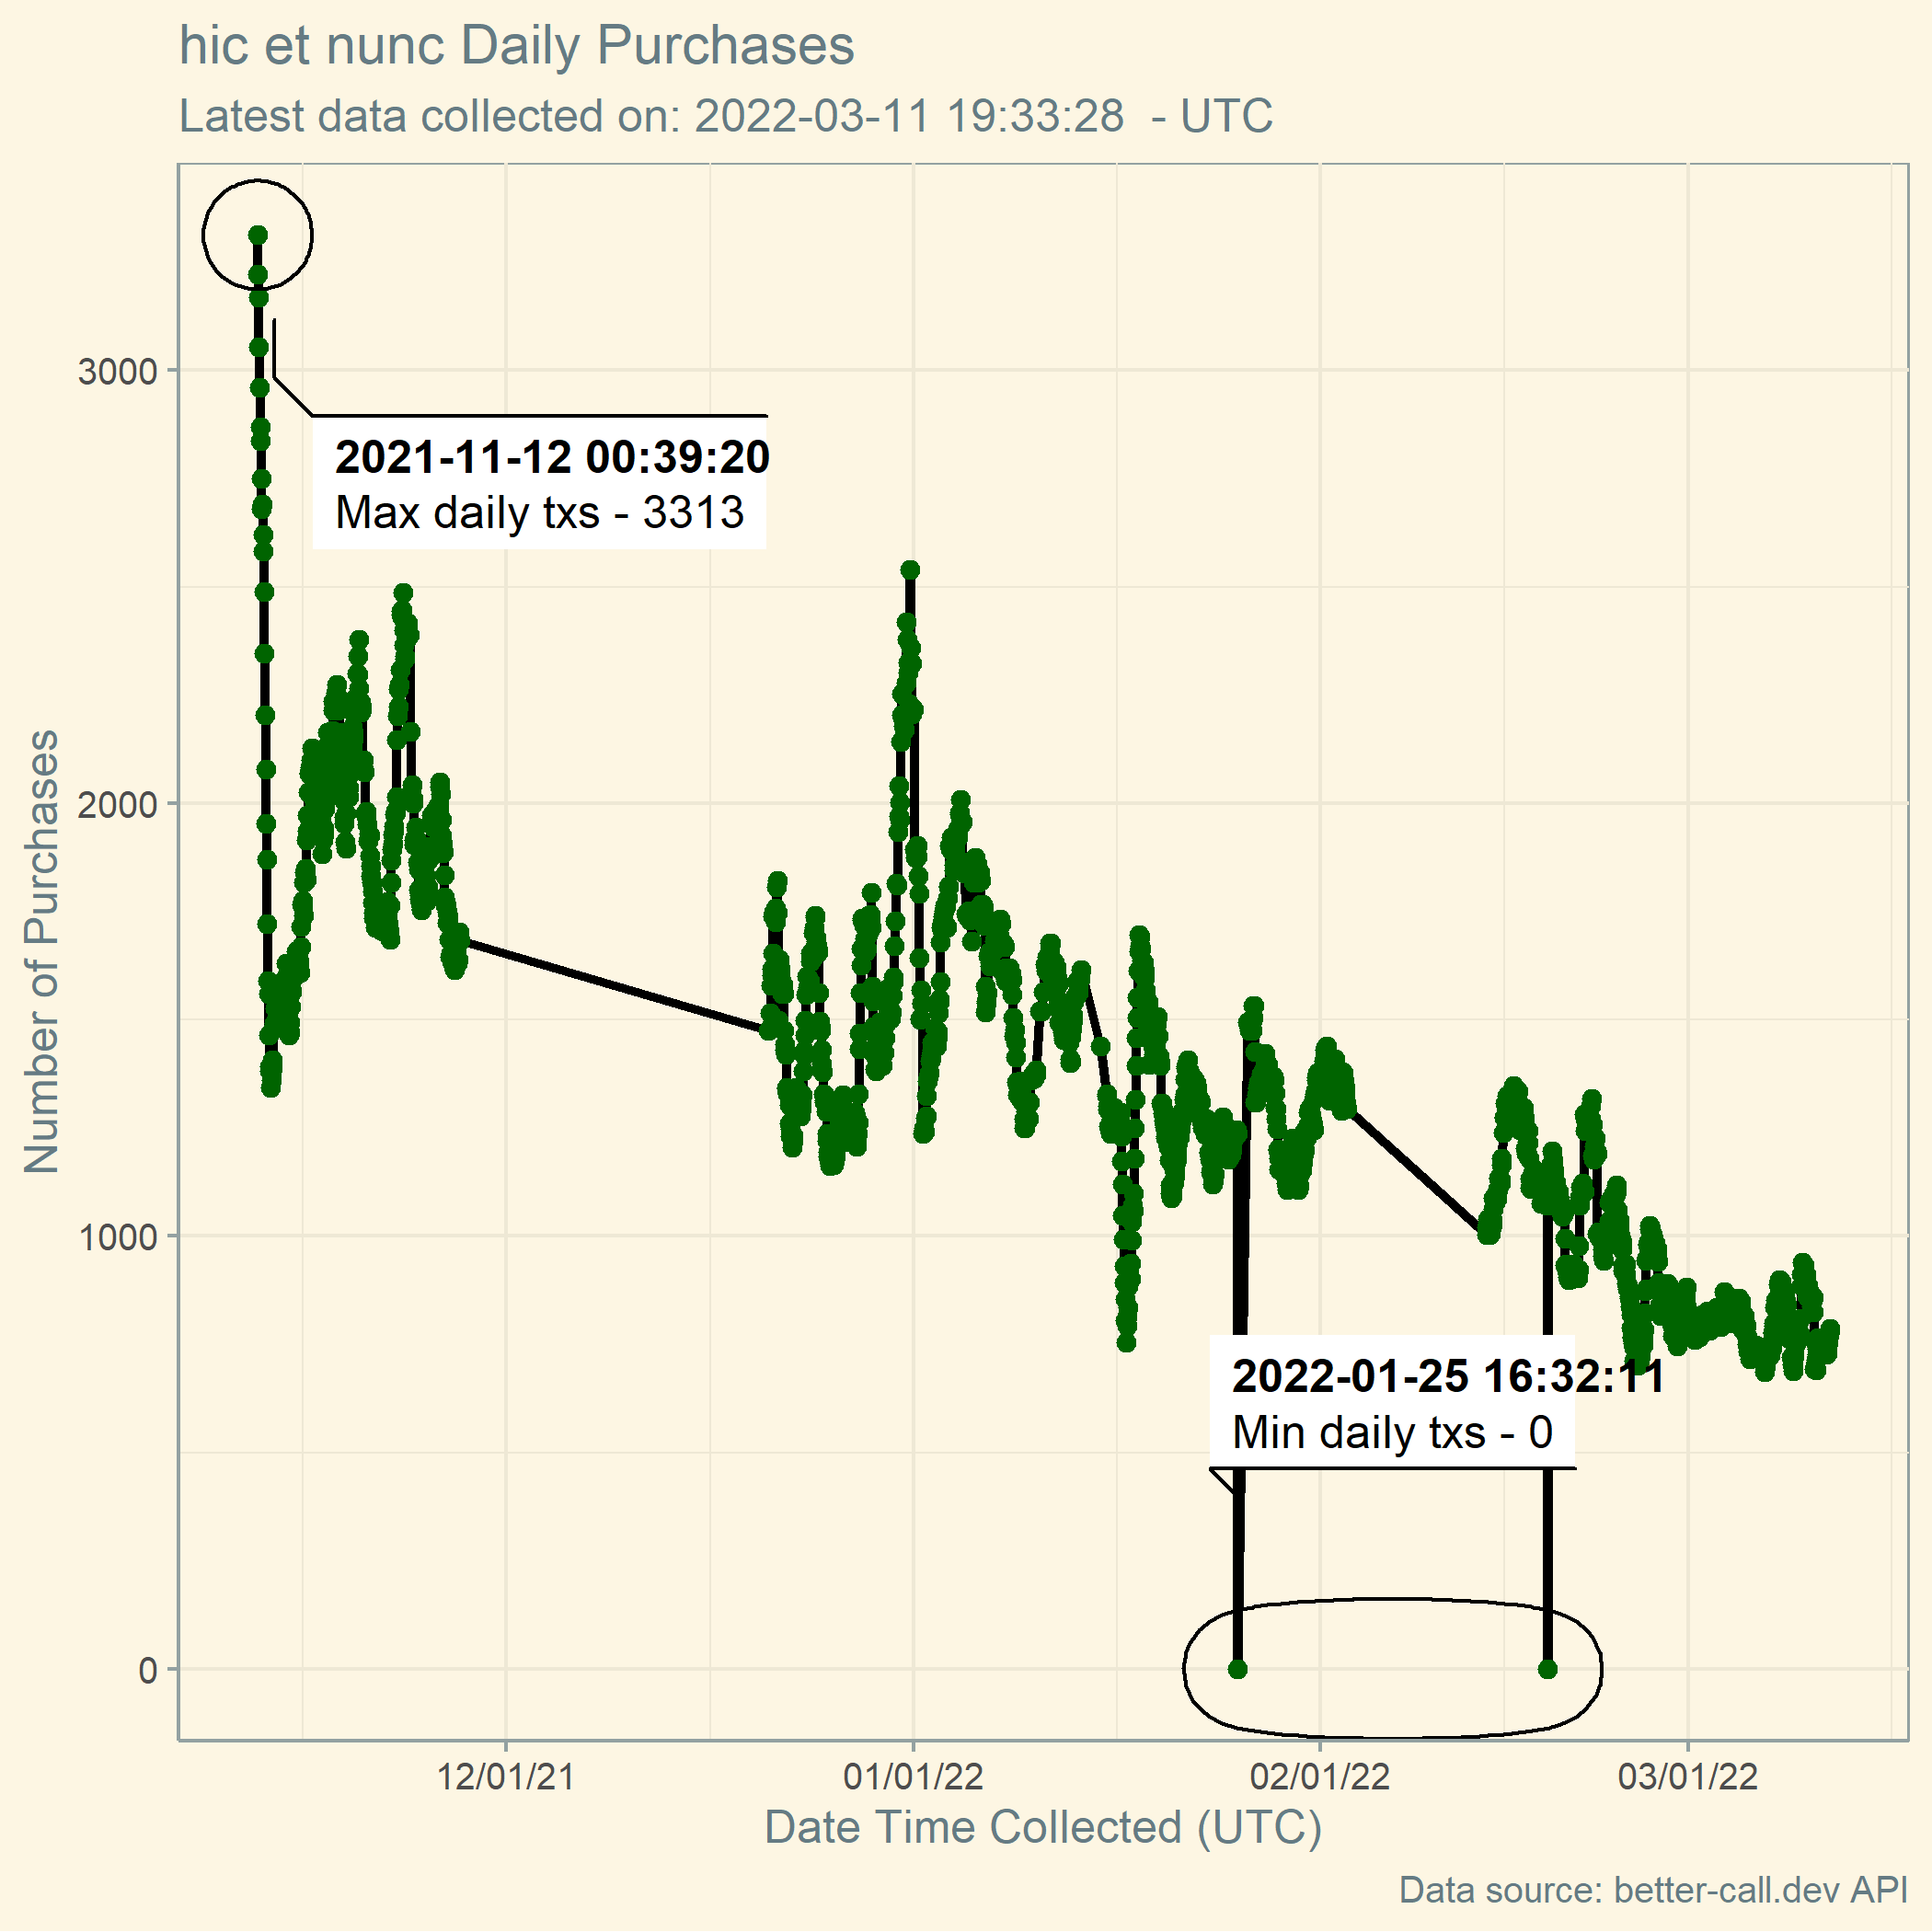 hic et nunc Daily Purchases
Latest data collected on: 2022-03-11 19:33:28  - UTC
Number of Purchases
3000
2000
1000
0
2021-11-12 00:39:20
Max daily txs - 3313
2022-01-25 16:32:11
Min daily txs - 0
12/01/21
01/01/22
02/01/22
03/01/22
Date Time Collected (UTC)
Data source: better-call.dev API